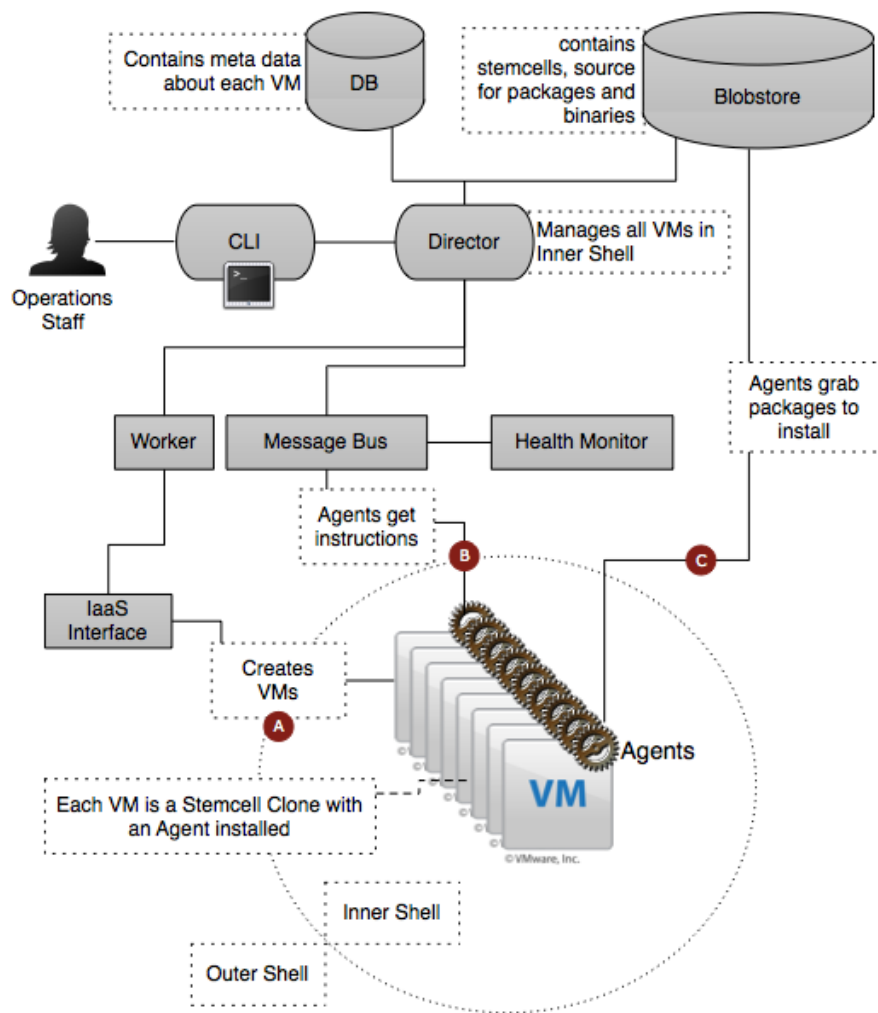 Contains meta data
about each VM
DB
contains
stemcells, source
for packages and
binaries
Blobstore
Operations
Staff
CLI
>_
Director
Manages all VMs in
Inner Shell
Agents grab
packages to
install
Worker
Message Bus
Health Monitor
Agents get
instructions
B
C
IaaS
Interface
Creates
VMs
A
Agents
VM
©VMware, Inc.
Each VM is a Stemcell Clone with
an Agent installed
Inner Shell
Outer Shell